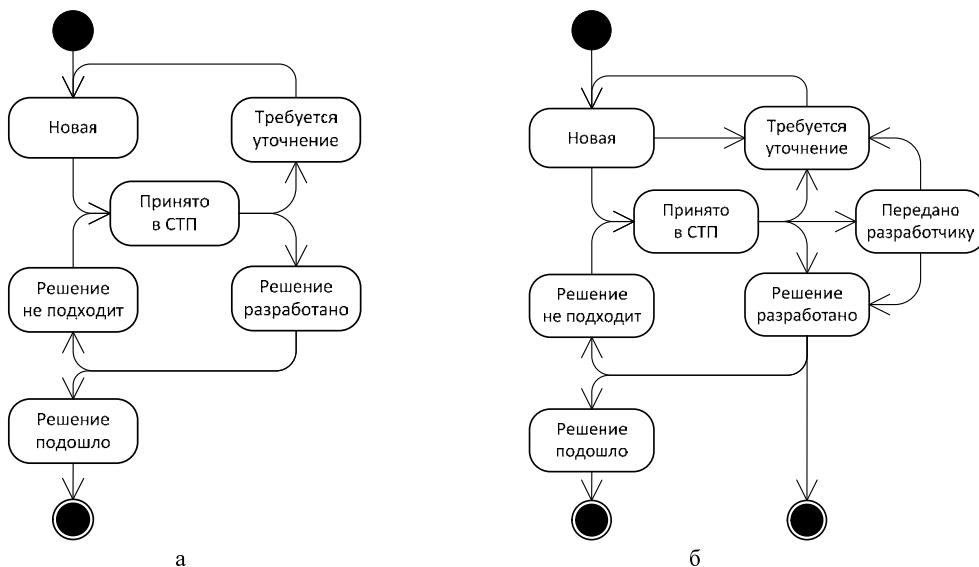 Новая
Требуется
уточнение
Принято
в СТП
Решение
не подходит
Решение
разработано
Решение
подошло
а
Новая
Требуется
уточнение
Принято
в СТП
Передано
разработчику
Решение
не подходит
Решение
разработано
Решение
подошло
б